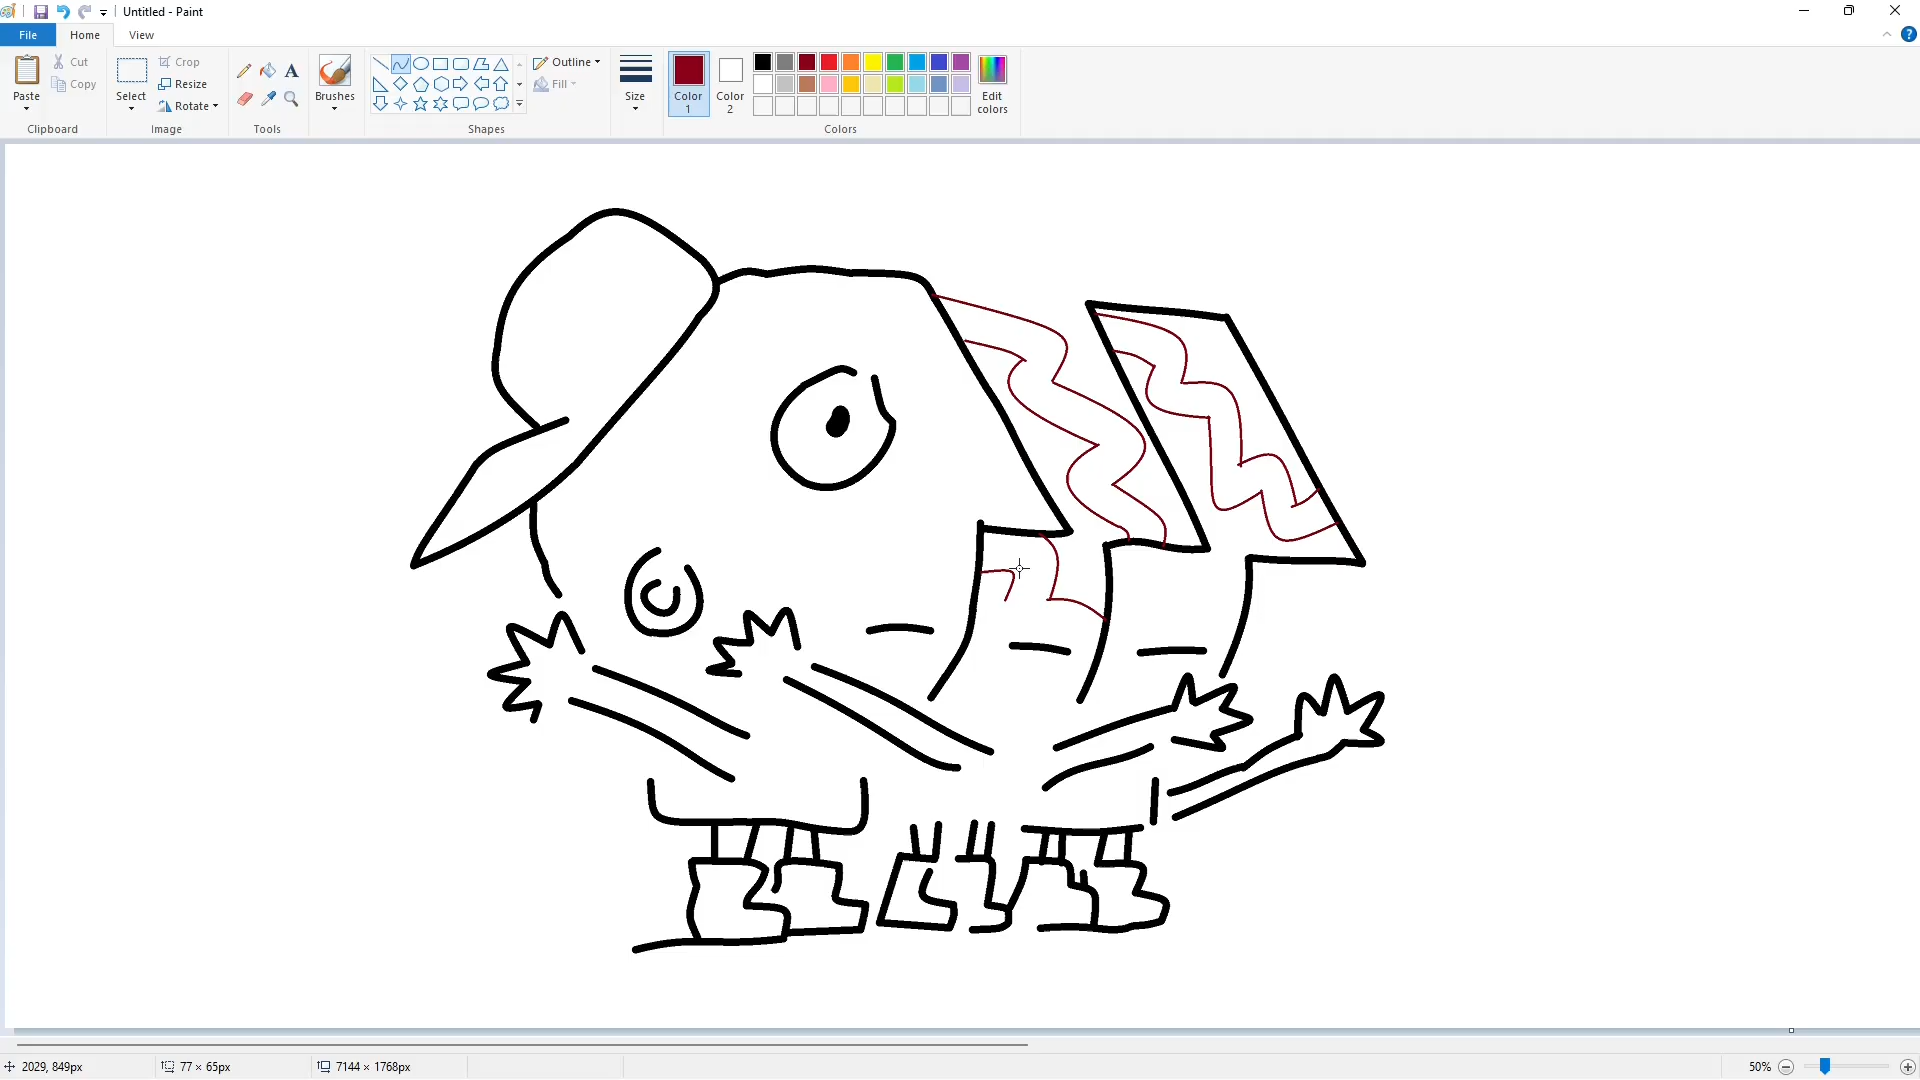 Untitled - Paint
File
Home
View
Paste
Cut
Copy
Clipboard
Select
Crop
Resize
Rotate
Image
A
Tools
Brushes
Shapes
Outline
Fill
Size
Color
1
Color
2
Colors
Edit
colors
?
2029, 849px
77 × 65px
7144 × 1768px
50%